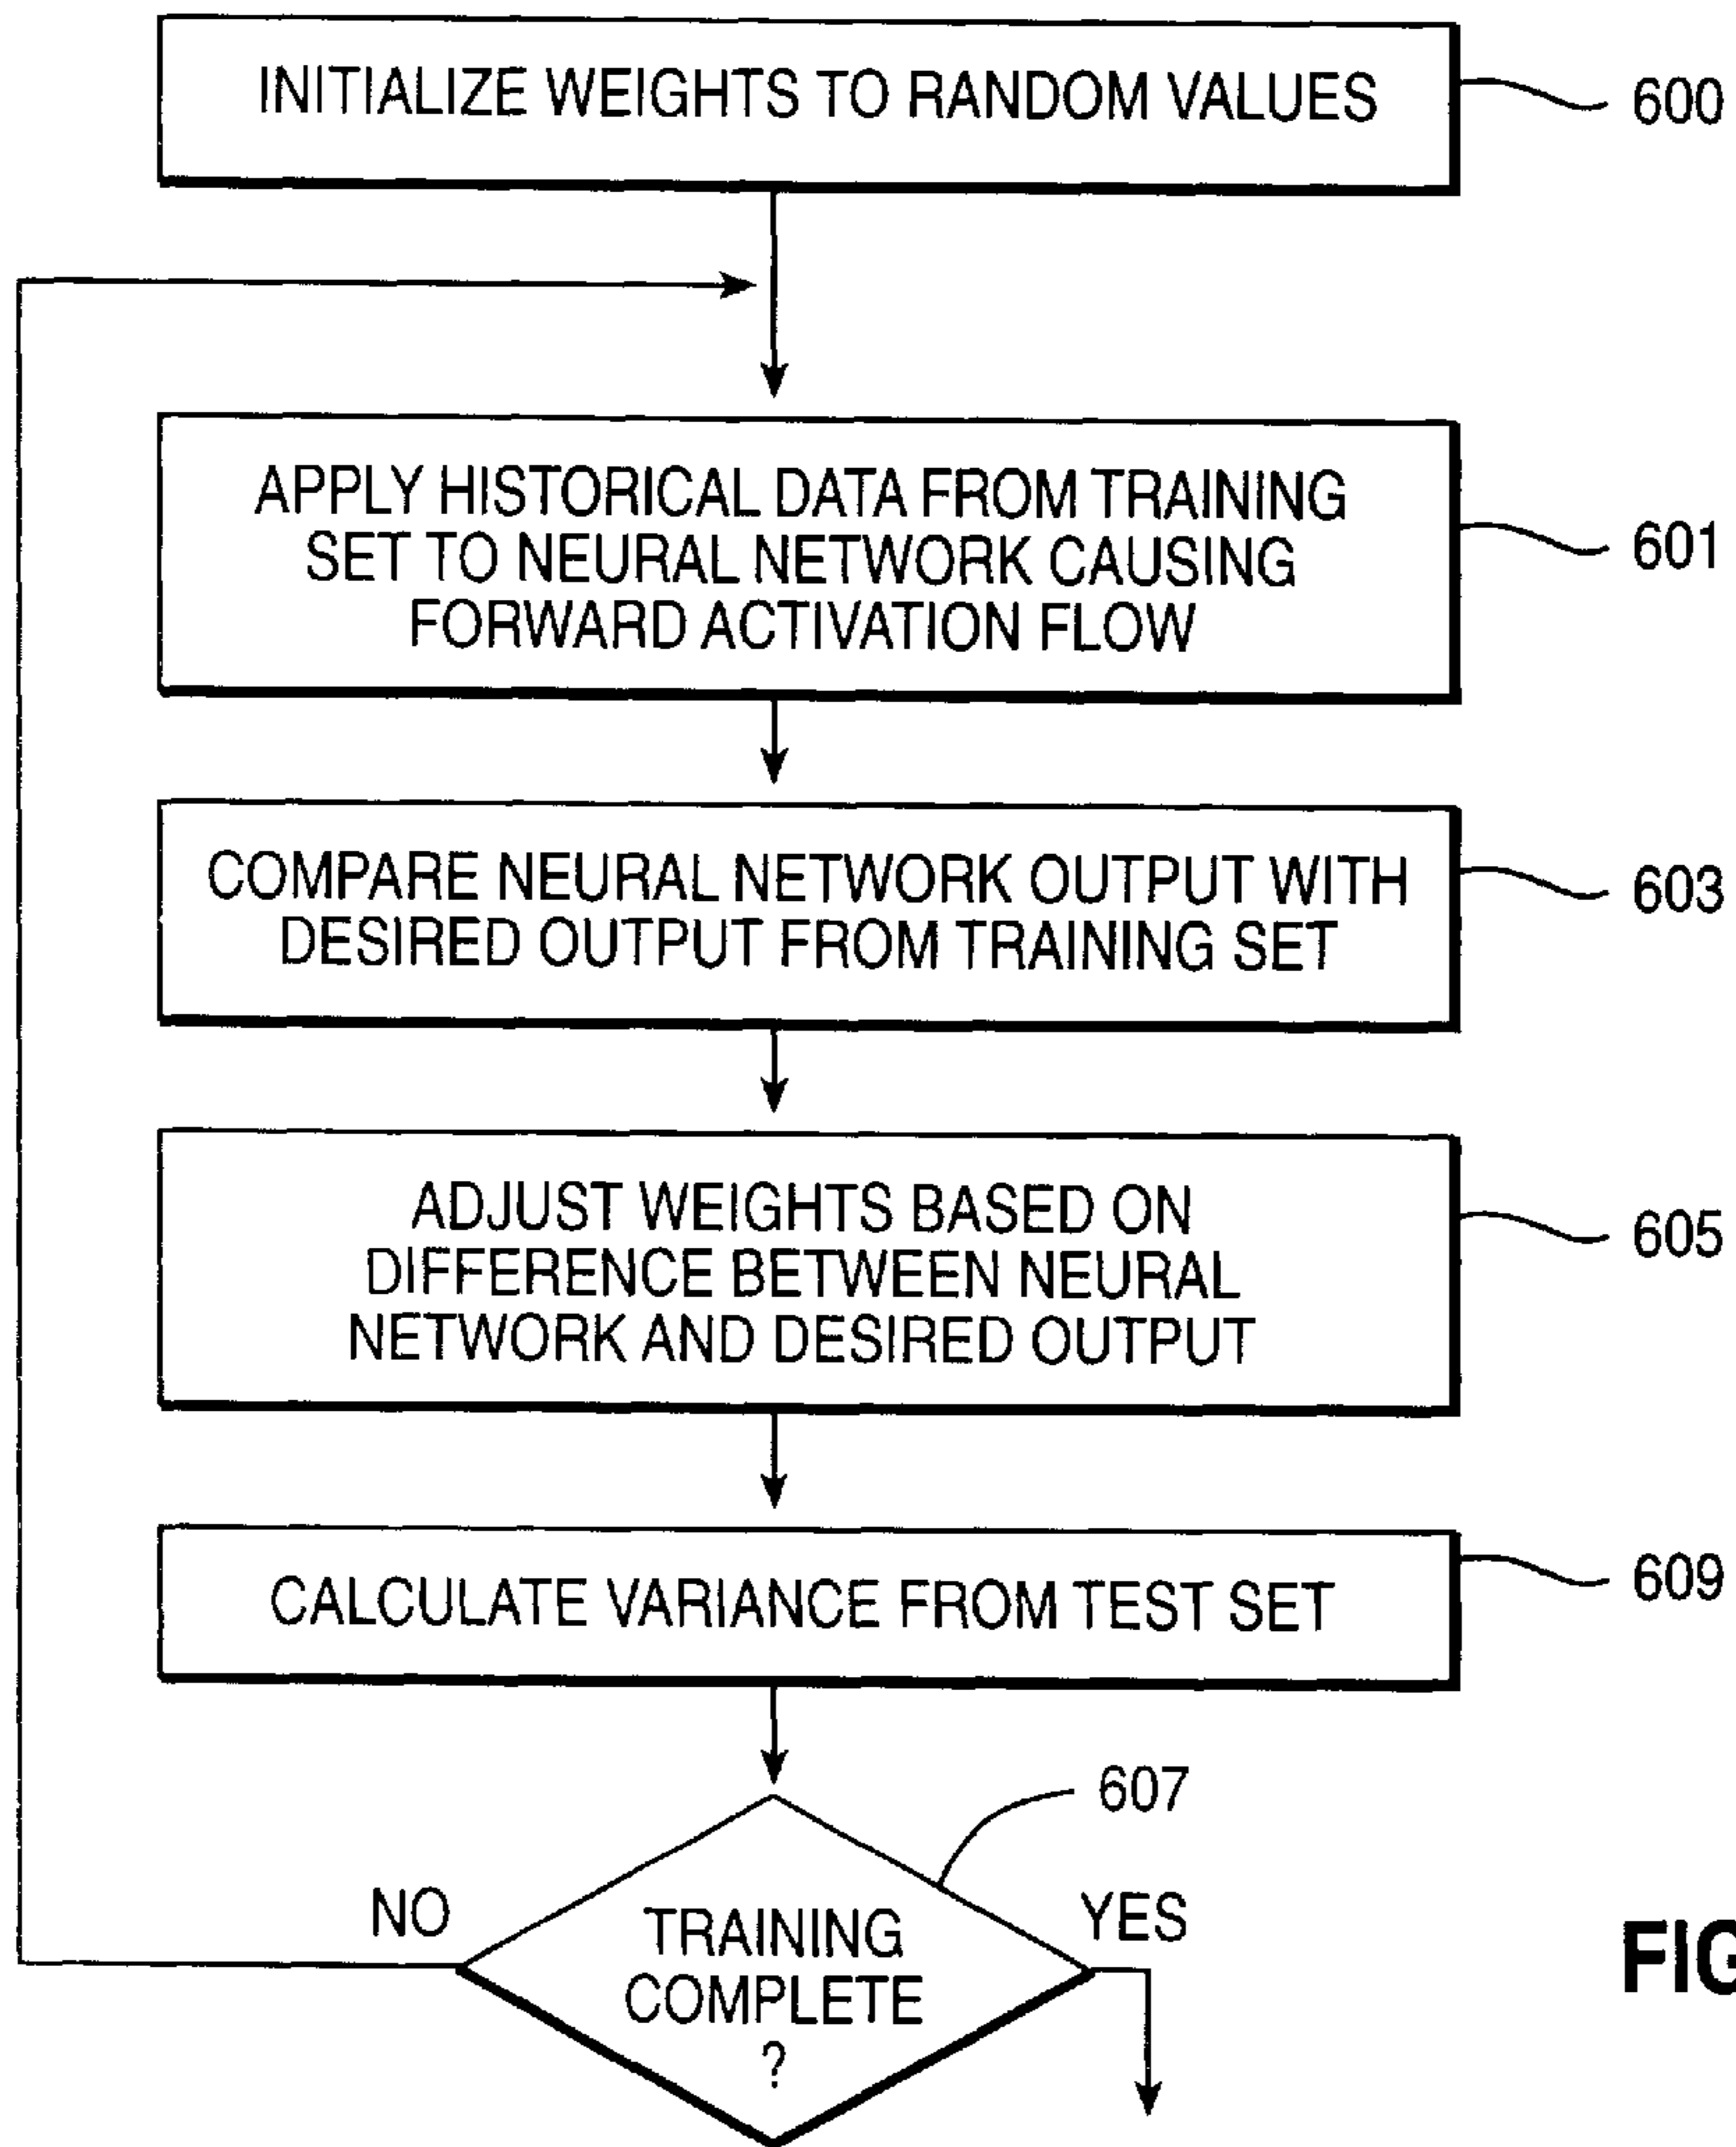 INITIALIZE WEIGHTS TO RANDOM VALUES
600
APPLY HISTORICAL DATA FROM TRAINING
SET TO NEURAL NETWORK CAUSING
FORWARD ACTIVATION FLOW
601
COMPARE NEURAL NETWORK OUTPUT WITH
DESIRED OUTPUT FROM TRAINING SET
603
ADJUST WEIGHTS BASED ON
DIFFERENCE BETWEEN NEURAL
NETWORK AND DESIRED OUTPUT
605
CALCULATE VARIANCE FROM TEST SET
609
607
NO
TRAINING
COMPLETE
?
YES
FIG